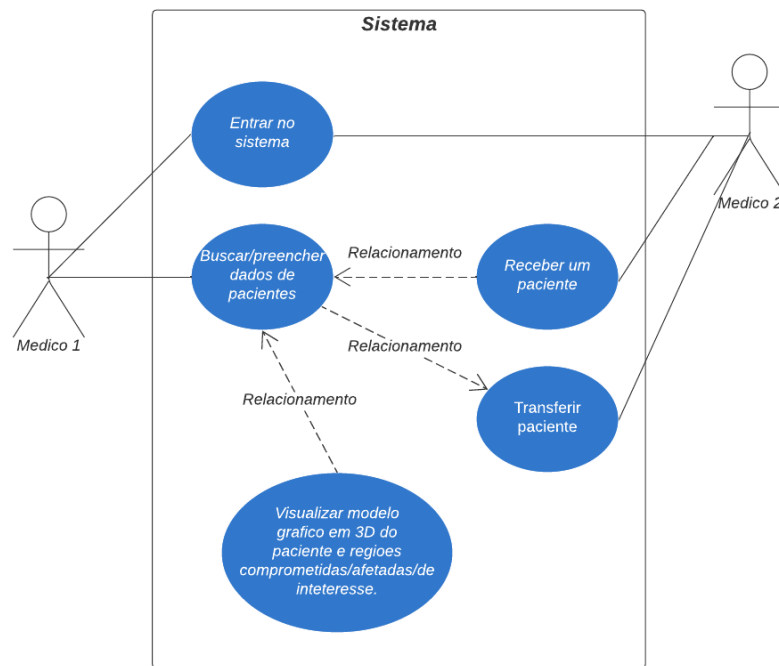 Sistema
Entrar no
sistema
Medico 2
Buscar/preencher
dados de
pacientes
Relacionamento
Receber um
paciente
Medico 1
Relacionamento
Transferir
paciente
Relacionamento
Visualizar modelo
grafico em 3D do
paciente e regioes
comprometidas/afetadas/de
inteteresse.